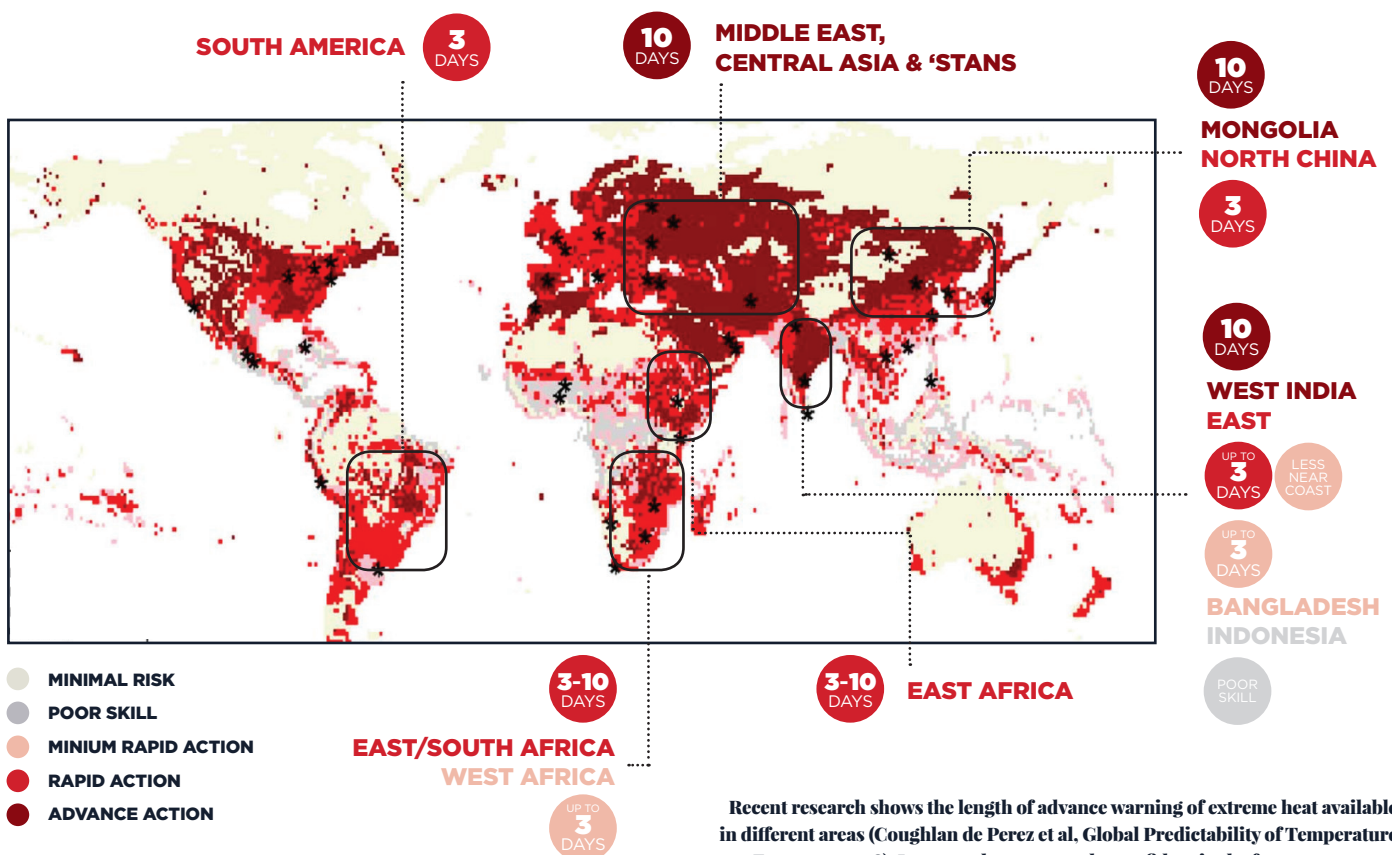 SOUTH AMERICA
3
DAYS
10
DAYS
MIDDLE EAST,
CENTRAL ASIA & ‘STANS
10
DAYS
MONGOLIA
NORTH CHINA
3
DAYS
10
DAYS
WEST INDIA
EAST
UP TO
3
DAYS
LESS
NEAR
COAST
UP TO
3
DAYS
BANGLADESH
INDONESIA
POOR
SKILL
MINIMAL RISK
POOR SKILL
MINIUM RAPID ACTION
RAPID ACTION
ADVANCE ACTION
3-10
DAYS
EAST/SOUTH AFRICA
WEST AFRICA
UP TO
3
DAYS
3-10
DAYS
EAST AFRICA
Recent research shows the length of advance warning of extreme heat available
in different areas (Coughlan de Perez et al, Global Predictability of Temperature